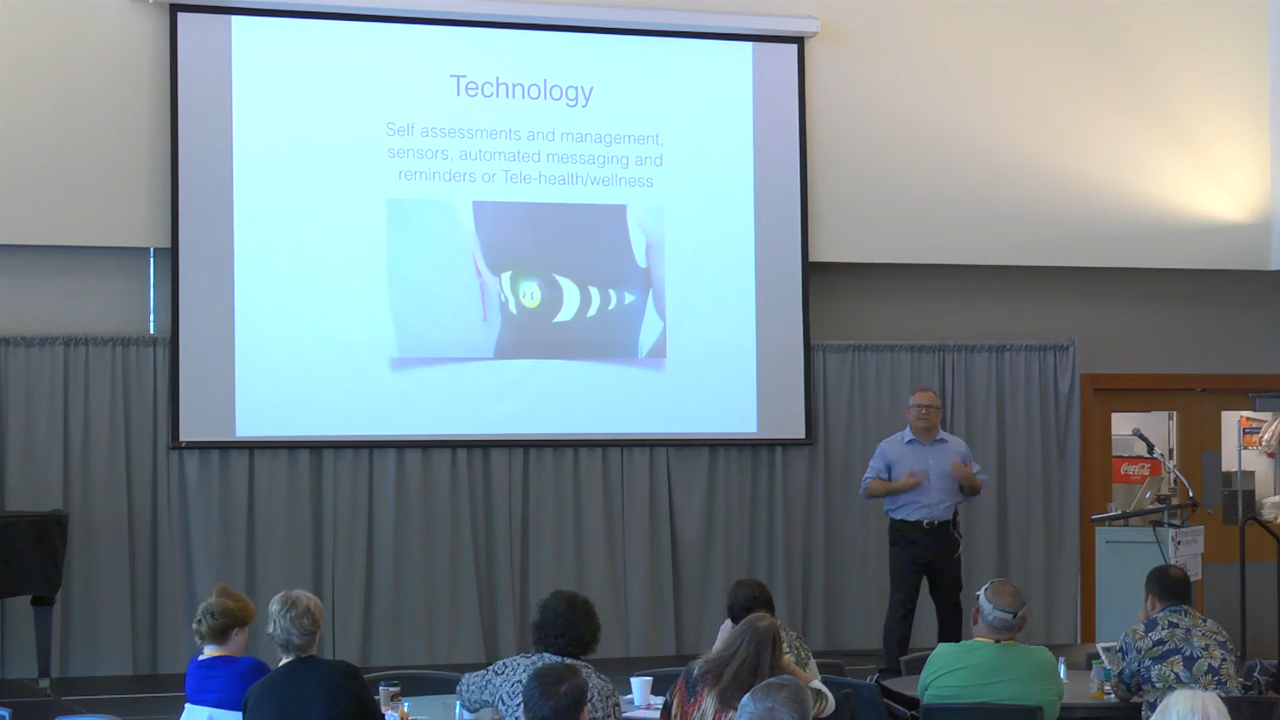 Technology
Self assessments and management,
sensors, automated messaging and
reminders or Tele-health/wellness
Coca-Cola